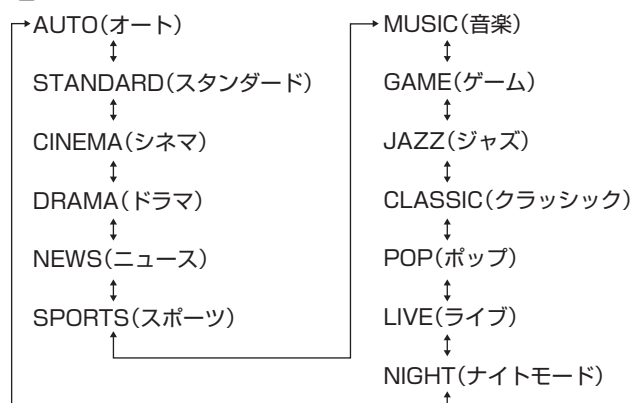 AUTO(オート)
STANDARD(スタンダード)
CINEMA(シネマ)
DRAMA(ドラマ)
NEWS(ニュース)
SPORTS(スポーツ)
MUSIC(音楽)
GAME(ゲーム)
JAZZ(ジャズ)
CLASSIC(クラッシック)
POP(ポップ)
LIVE(ライブ)
NIGHT(ナイトモード)